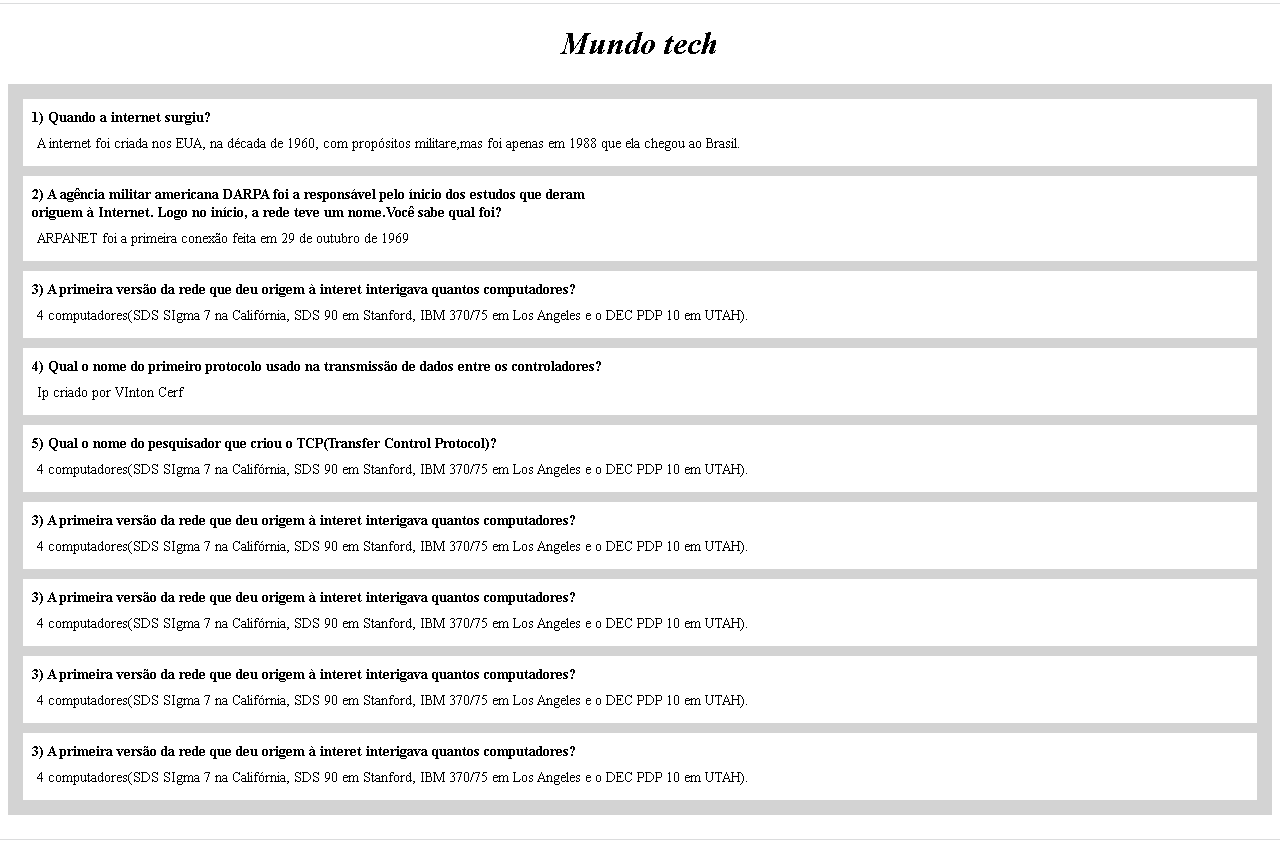 Mundo tech
1) Quando a internet surgiu?
A internet foi criada nos EUA, na década de 1960, com propósitos militare,mas foi apenas em 1988 que ela chegou ao Brasil.
2) A agência militar americana DARPA foi a responsável pelo ínicio dos estudos que deram
origuem à Internet. Logo no início, a rede teve um nome.Você sabe qual foi?
ARPANET foi a primeira conexão feita em 29 de outubro de 1969
3) A primeira versão da rede que deu origem à interet interigava quantos computadores?
4 computadores(SDS SIgma 7 na Califórnia, SDS 90 em Stanford, IBM 370/75 em Los Angeles e o DEC PDP 10 em UTAH).
4) Qual o nome do primeiro protocolo usado na transmissão de dados entre os controladores?
Ip criado por VInton Cerf
5) Qual o nome do pesquisador que criou o TCP(Transfer Control Protocol)?
4 computadores(SDS SIgma 7 na Califórnia, SDS 90 em Stanford, IBM 370/75 em Los Angeles e o DEC PDP 10 em UTAH).
3) A primeira versão da rede que deu origem à interet interigava quantos computadores?
4 computadores(SDS SIgma 7 na Califórnia, SDS 90 em Stanford, IBM 370/75 em Los Angeles e o DEC PDP 10 em UTAH).
3) A primeira versão da rede que deu origem à interet interigava quantos computadores?
4 computadores(SDS SIgma 7 na Califórnia, SDS 90 em Stanford, IBM 370/75 em Los Angeles e o DEC PDP 10 em UTAH).
3) A primeira versão da rede que deu origem à interet interigava quantos computadores?
4 computadores(SDS SIgma 7 na Califórnia, SDS 90 em Stanford, IBM 370/75 em Los Angeles e o DEC PDP 10 em UTAH).
3) A primeira versão da rede que deu origem à interet interigava quantos computadores?
4 computadores(SDS SIgma 7 na Califórnia, SDS 90 em Stanford, IBM 370/75 em Los Angeles e o DEC PDP 10 em UTAH).